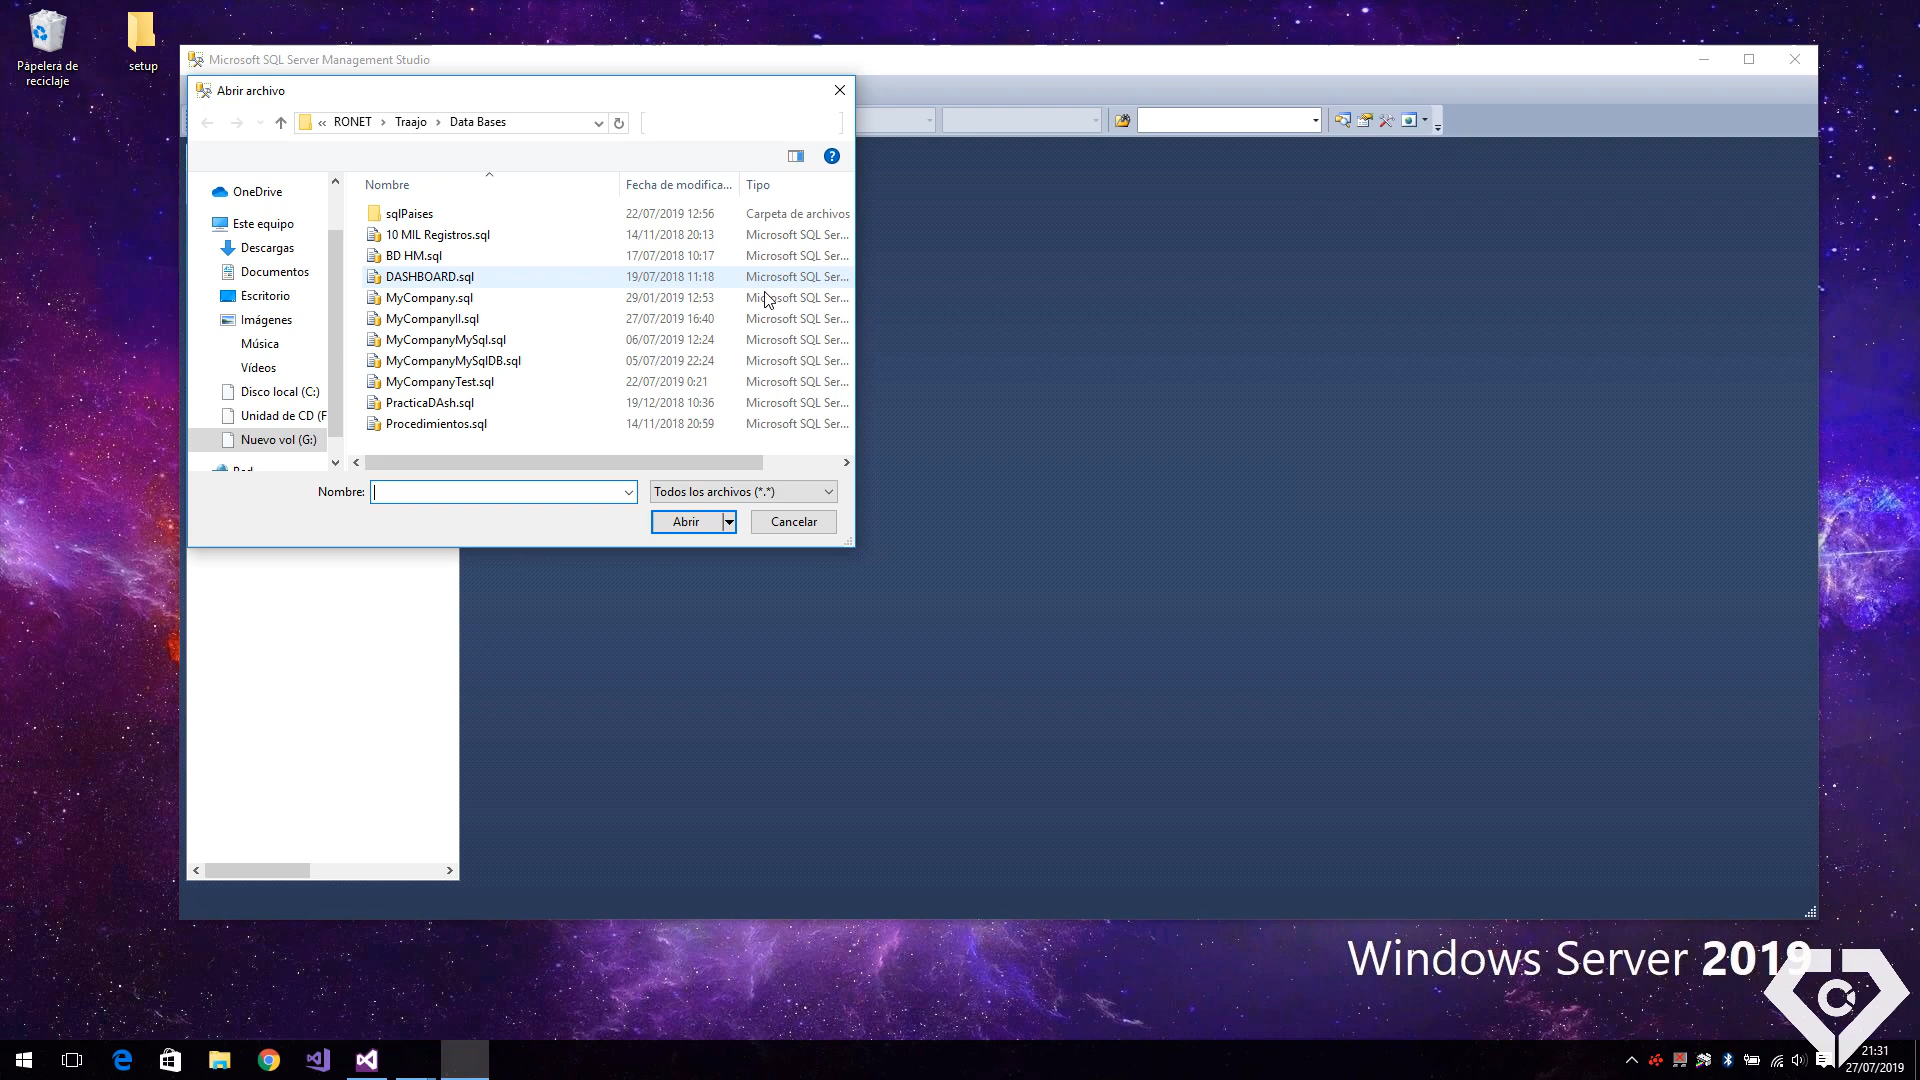 Papelera de
reciclaje
setup
Microsoft SQL Server Management Studio
Abrir archivo
« RONET > Traajo > Data Bases
OneDrive
Este equipo
Descargas
Documentos
Escritorio
Imágenes
Música
Vídeos
Disco local (C:)
Unidad de CD (F
Nuevo vol (G:)
Nombre Fecha de modifica... Tipo
sqlPaises 22/07/2019 12:56 Carpeta de archivos
10 MIL Registros.sql 14/11/2018 20:13 Microsoft SQL Ser...
BD HM.sql 17/07/2018 10:17 Microsoft SQL Ser...
DASHBOARD.sql 19/07/2018 11:18 Microsoft SQL Ser...
MyCompany.sql 29/01/2019 12:53 Microsoft SQL Ser...
MyCompanyII.sql 27/07/2019 16:40 Microsoft SQL Ser...
MyCompanyMySql.sql 06/07/2019 12:24 Microsoft SQL Ser...
MyCompanyMySqlDB.sql 05/07/2019 22:24 Microsoft SQL Ser...
MyCompanyTest.sql 22/07/2019 0:21 Microsoft SQL Ser...
PracticaDAsh.sql 19/12/2018 10:36 Microsoft SQL Ser...
Procedimientos.sql 14/11/2018 20:59 Microsoft SQL Ser...
Nombre: Todos los archivos (*.*)
Abrir Cancelar
Windows Server 2019
21:31
27/07/2019